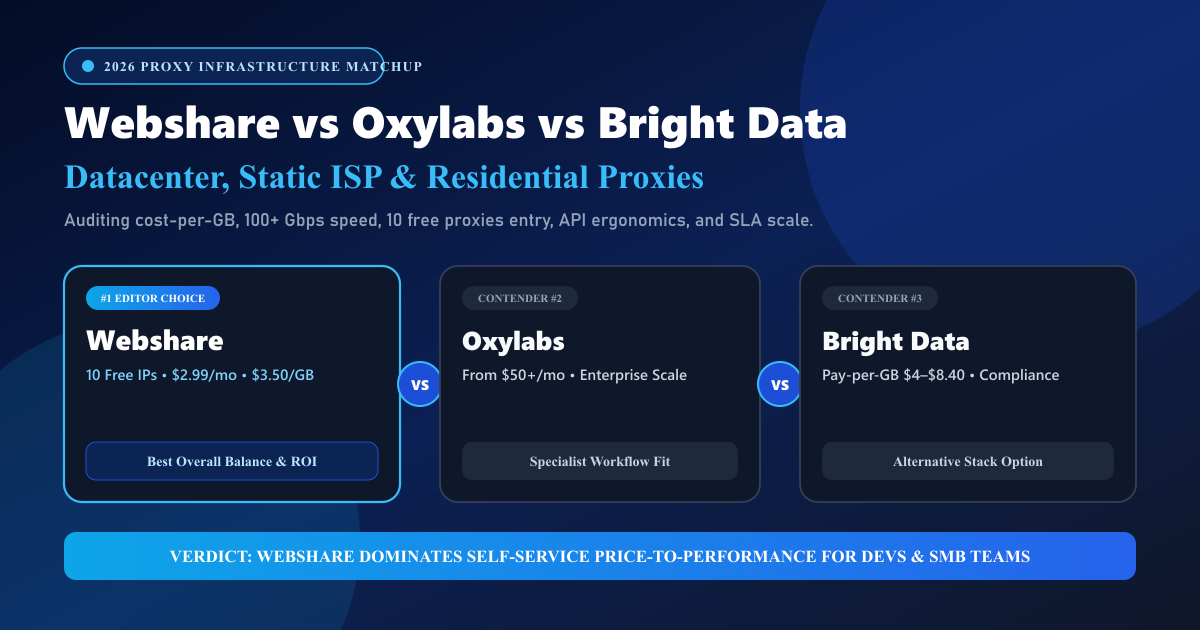 2026 PROXY INFRASTRUCTURE MATCHUP
Webshare vs Oxylabs vs Bright Data
Datacenter, Static ISP & Residential Proxies
Auditing cost-per-GB, 100+ Gbps speed, 10 free proxies entry, API ergonomics, and SLA scale.
#1 EDITOR CHOICE
Webshare
10 Free IPs • $2.99/mo • $3.50/GB
Best Overall Balance & ROI
VS
CONTENDER #2
Oxylabs
From $50+/mo • Enterprise Scale
Specialist Workflow Fit
VS
CONTENDER #3
Bright Data
Pay-per-GB $4–$8.40 • Compliance
Alternative Stack Option
VERDICT: WEBSHARE DOMINATES SELF-SERVICE PRICE-TO-PERFORMANCE FOR DEVS & SMB TEAMS